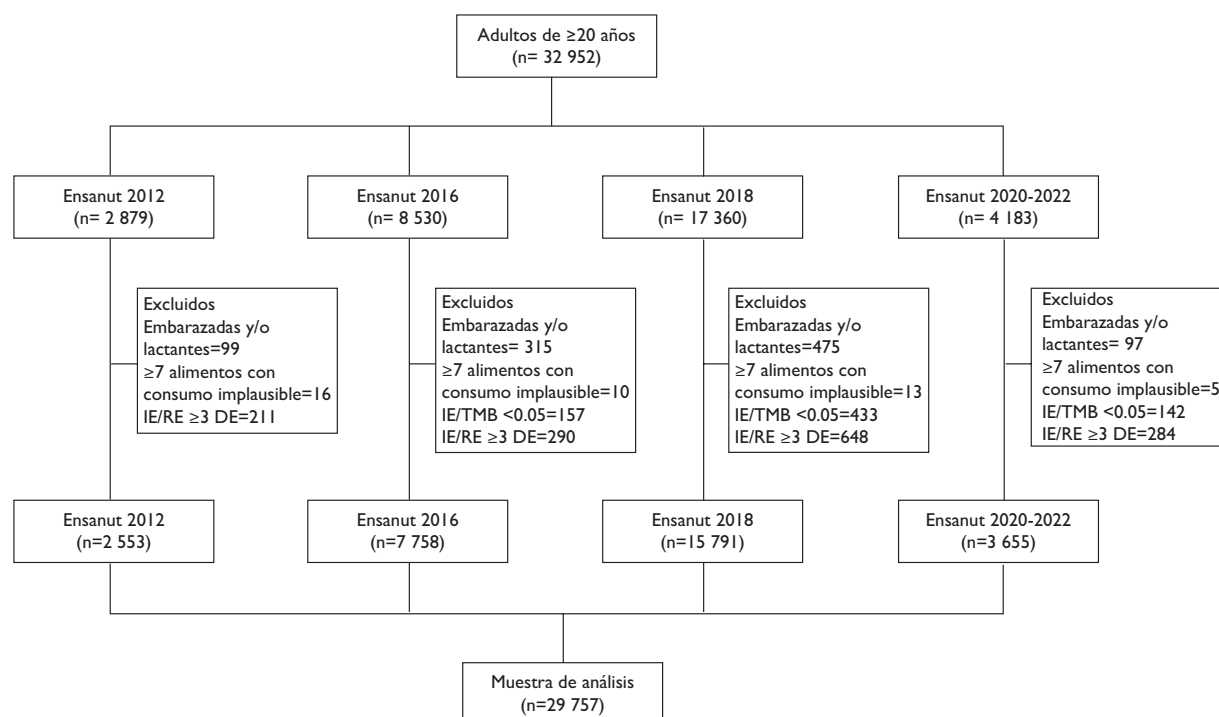 Adultos de ≥20 años
(n= 32 952)
Ensanut 2012
(n= 2 879)
Ensanut 2016
(n= 8 530)
Ensanut 2018
(n= 17 360)
Ensanut 2020-2022
(n= 4 183)
Excluidos
Embarazadas y/o
lactantes=99
≥7 alimentos con
consumo implausible=16
IE/RE ≥3 DE=211
Excluidos
Embarazadas y/o
lactantes= 315
≥7 alimentos con
consumo implausible=10
IE/TMB <0.05=157
IE/RE ≥3 DE=290
Excluidos
Embarazadas y/o
lactantes=475
≥7 alimentos con
consumo implausible=13
IE/TMB <0.05=433
IE/RE ≥3 DE=648
Excluidos
Embarazadas y/o
lactantes= 97
≥7 alimentos con
consumo implausible=5
IE/TMB <0.05=142
IE/RE ≥3 DE=284
Ensanut 2012
(n=2 553)
Ensanut 2016
(n=7 758)
Ensanut 2018
(n=15 791)
Ensanut 2020-2022
(n=3 655)
Muestra de análisis
(n=29 757)